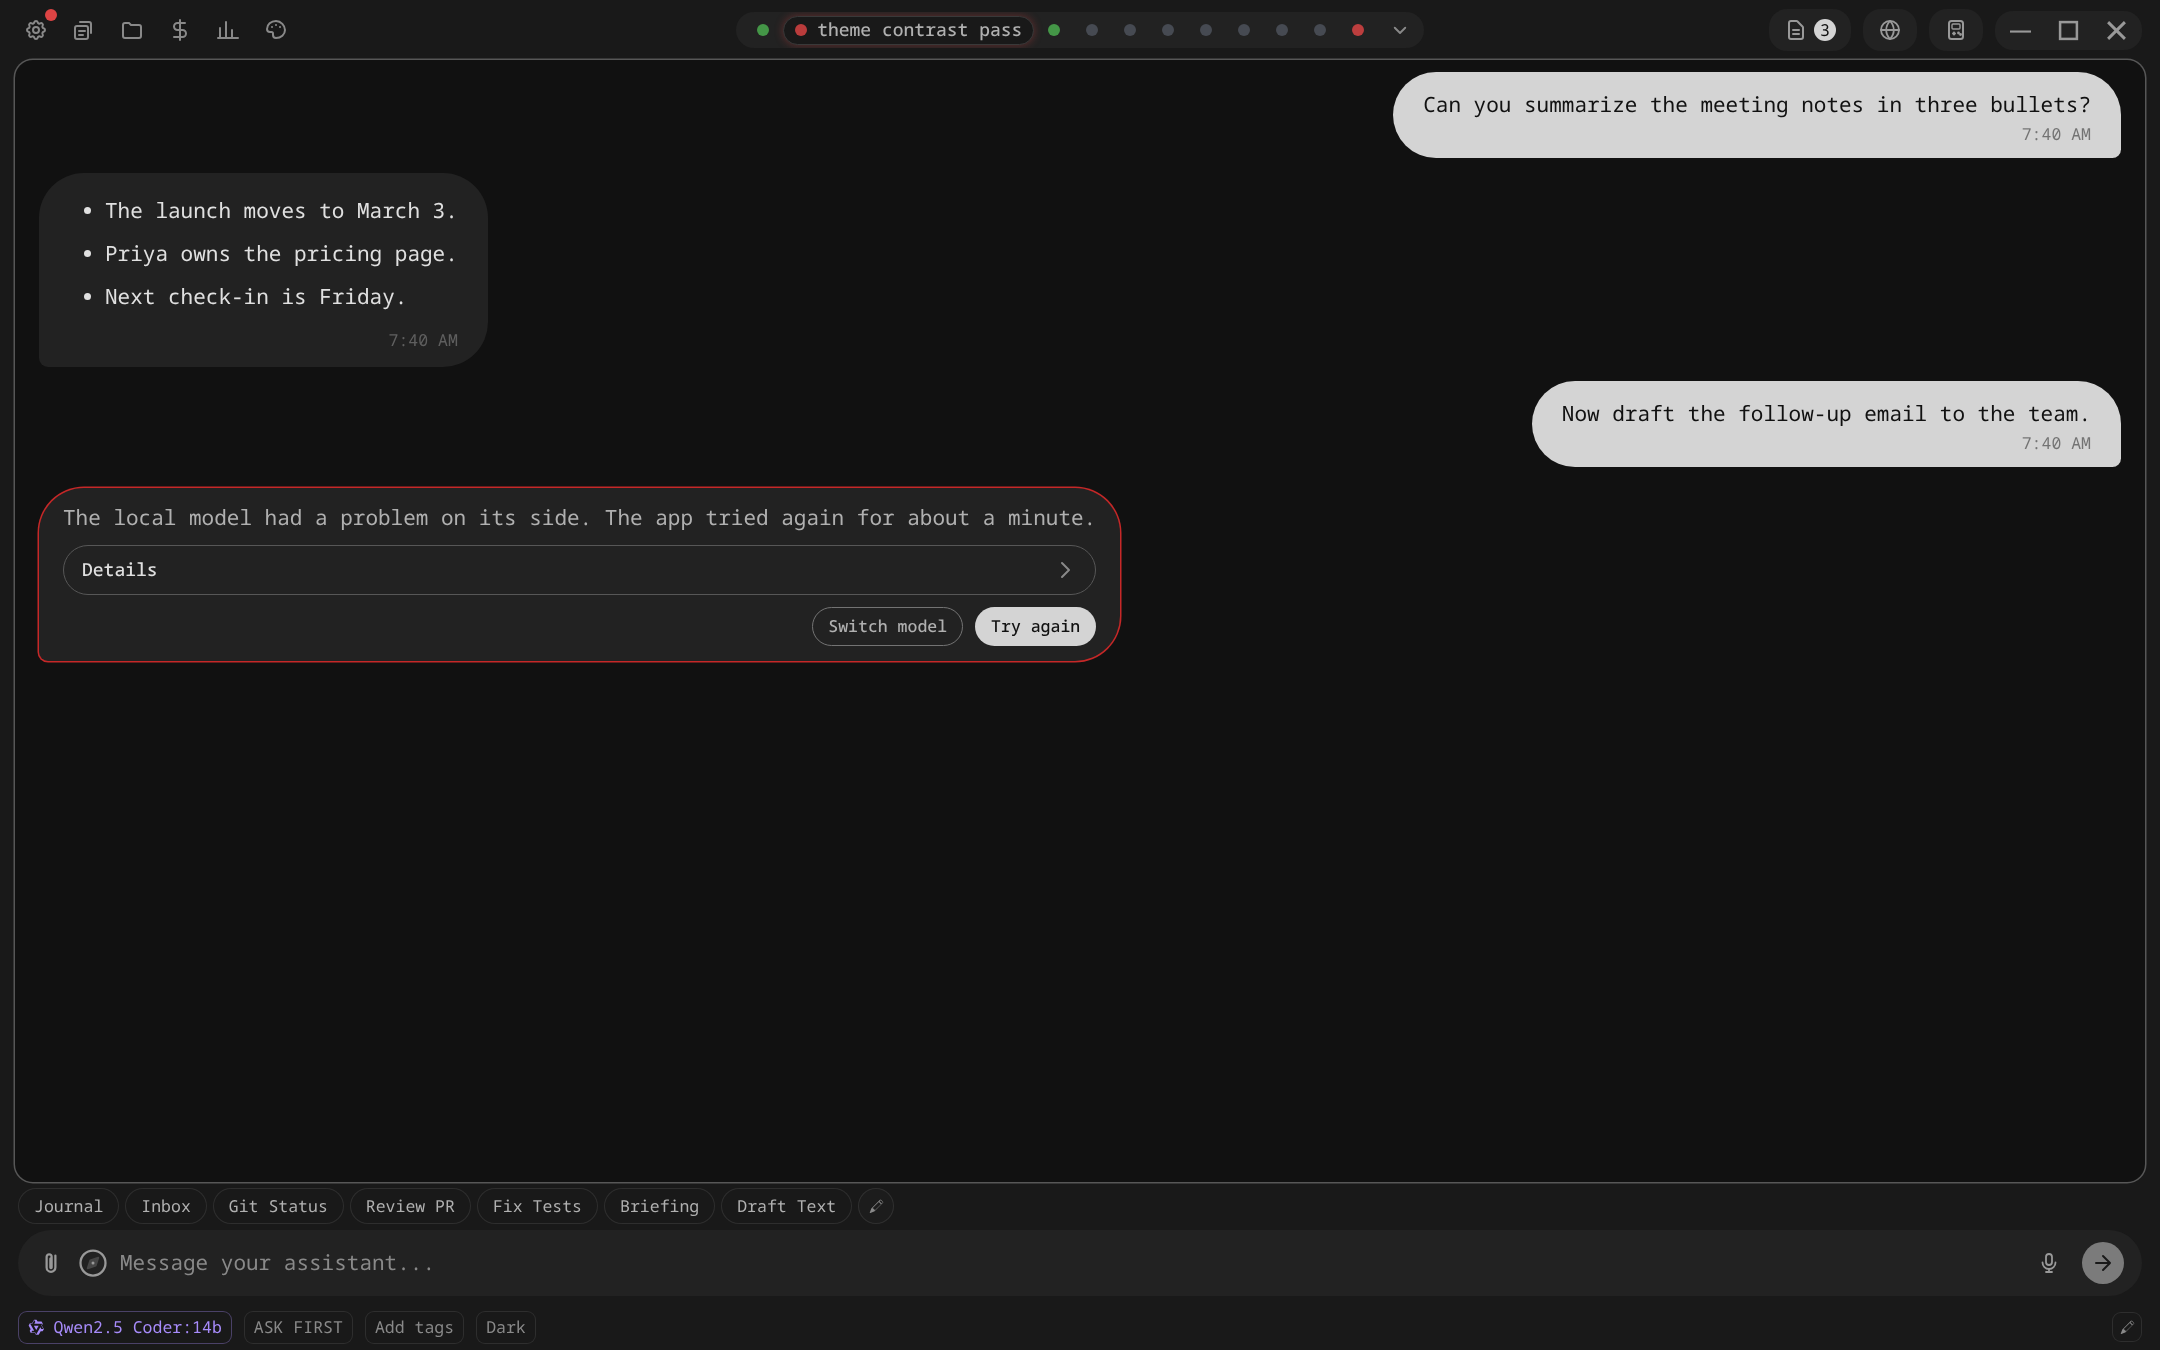 theme contrast pass
3
Can you summarize the meeting notes in three bullets?
7:40 AM
• The launch moves to March 3.
• Priya owns the pricing page.
• Next check-in is Friday.
7:40 AM
Now draft the follow-up email to the team.
7:40 AM
The local model had a problem on its side. The app tried again for about a minute.
Details
Switch model
Try again
Journal
Inbox
Git Status
Review PR
Fix Tests
Briefing
Draft Text
Message your assistant...
Qwen2.5 Coder:14b
ASK FIRST
Add tags
Dark